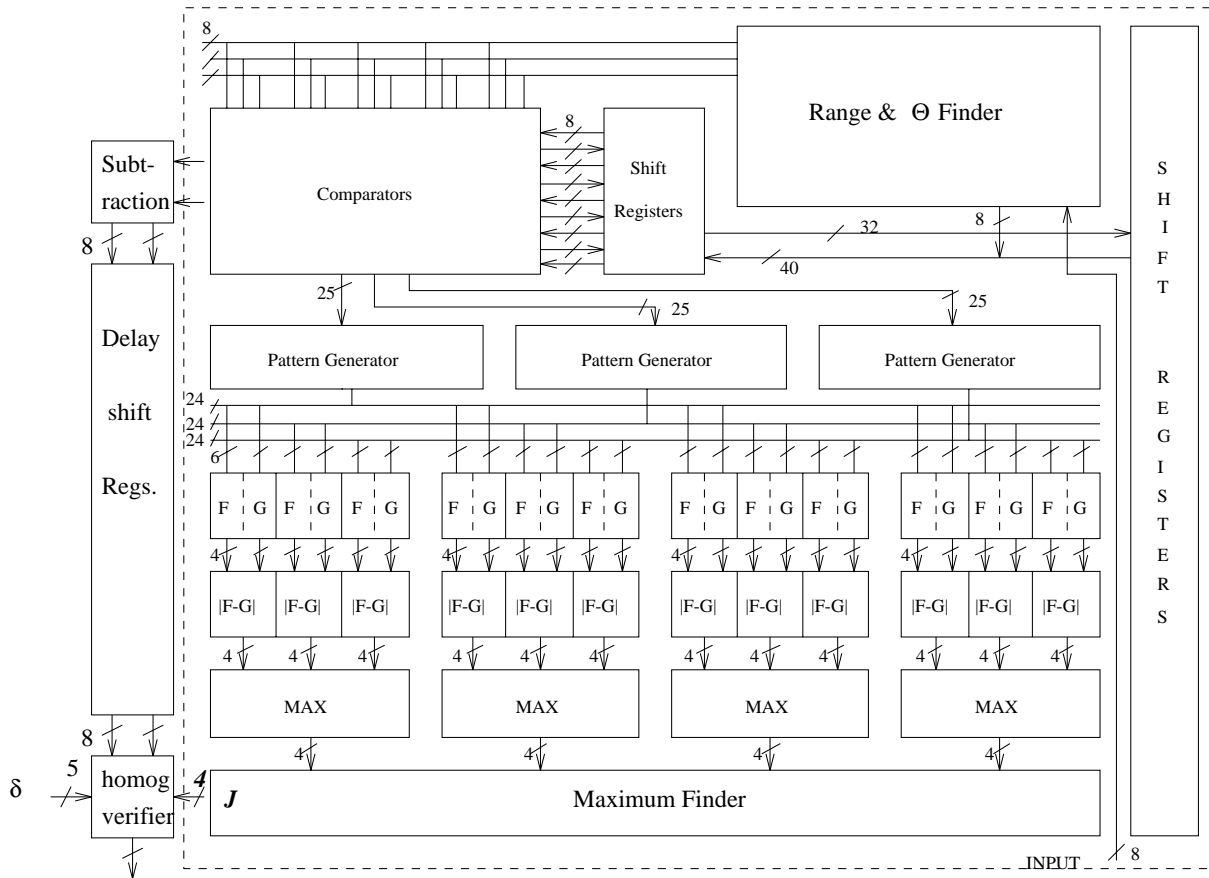 8
Range & Θ Finder
8
Subt-
raction
Comparators
Shift
Registers
S
H
I
F
T
R
E
G
I
S
T
E
R
S
8
32
8
40
8
25
25
25
Delay
shift
Regs.
Pattern Generator
Pattern Generator
Pattern Generator
24
24
24
6
F G F G F G
F G F G F G
F G F G F G
F G F G F G
4
4
4
4
|F-G| |F-G| |F-G|
|F-G| |F-G| |F-G|
|F-G| |F-G| |F-G|
|F-G| |F-G| |F-G|
4 4 4
4 4 4
4 4 4
4 4 4
MAX
MAX
MAX
MAX
8
4
4
4
4
δ
5
homog
verifier
4
J
Maximum Finder
INPUT
8